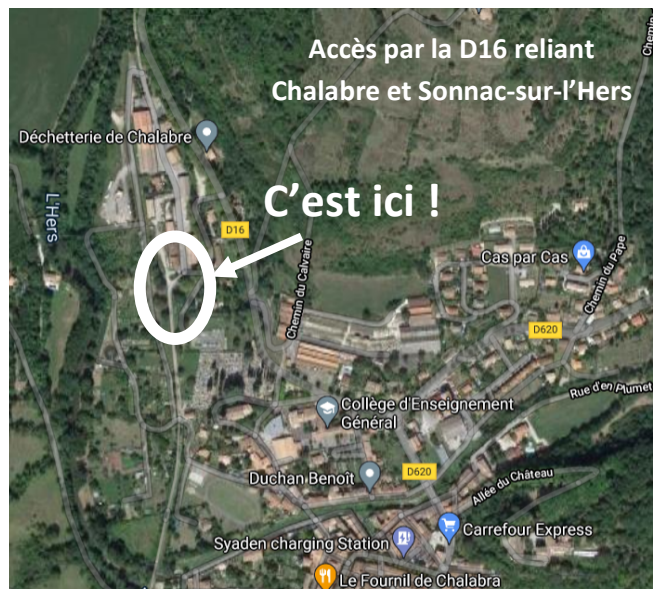 Accès par la D16 reliant
Chalabre et Sonnac-sur-l’Hers
Chemin
Déchetterie de Chalabre
L'Hers
C’est ici !
D16
Chemin du Calvaire
Cas par Cas
Chemin du Pape
D620
Rue d'en Plumet
Collège d'Enseignement
Général
Duchan Benoît
D620
Allée du Château
Syaden charging Station
Carrefour Express
Le Fournil de Chalabra